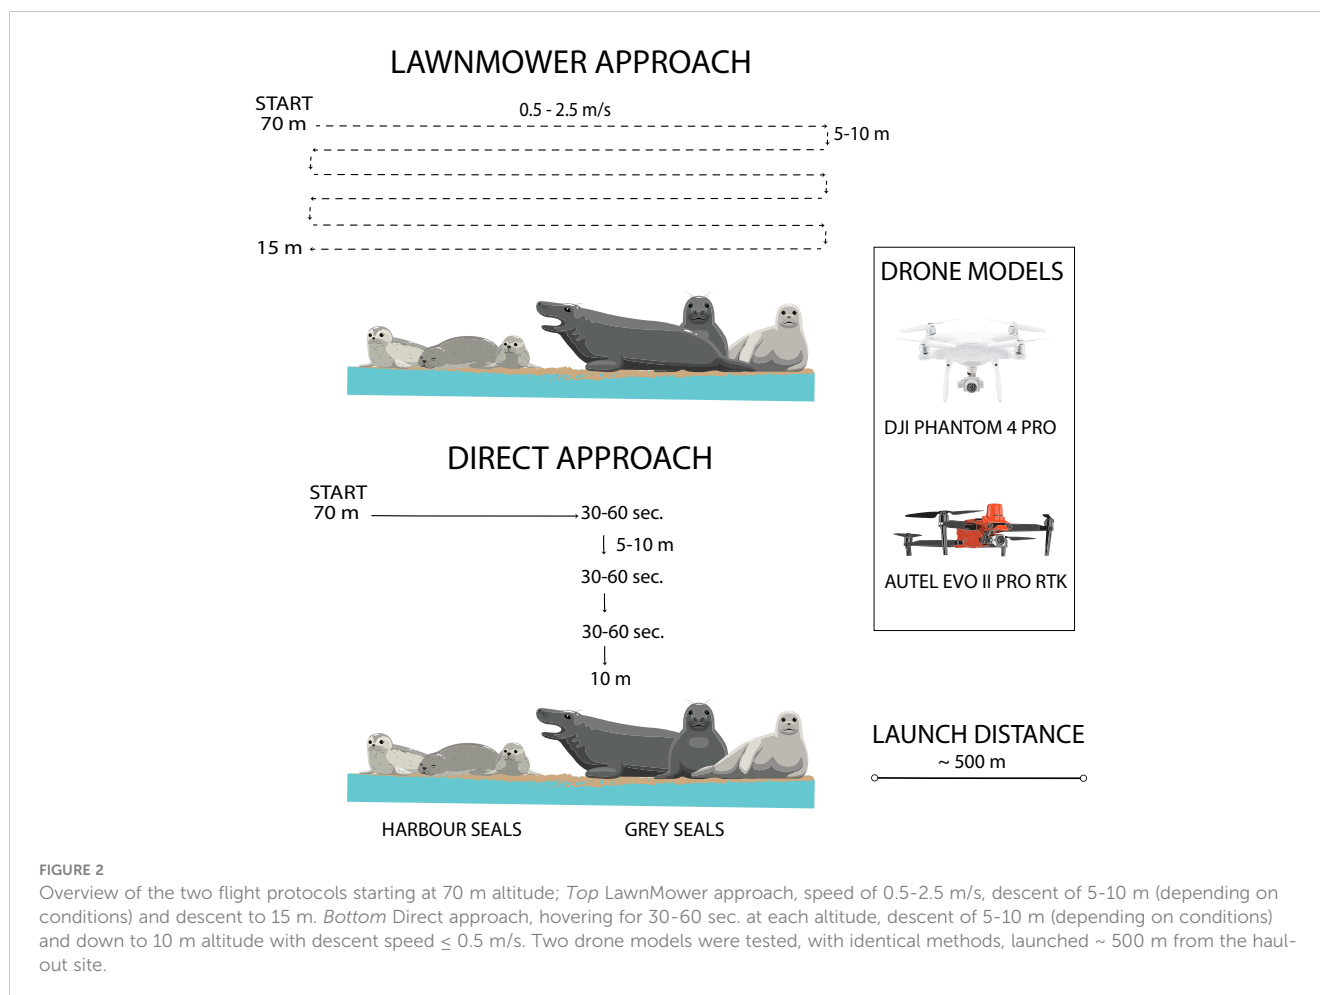 LAWNMOWER APPROACH
START
70 m
0.5 - 2.5 m/s
5-10 m
15 m
DRONE MODELS
DJI PHANTOM 4 PRO
AUTEL EVO II PRO RTK
DIRECT APPROACH
START
70 m
30-60 sec.
5-10 m
30-60 sec.
30-60 sec.
10 m
LAUNCH DISTANCE
~ 500 m
HARBOUR SEALS
GREY SEALS
FIGURE 2
Overview of the two flight protocols starting at 70 m altitude; Top LawnMower approach, speed of 0.5-2.5 m/s, descent of 5-10 m (depending on
conditions) and descent to 15 m. Bottom Direct approach, hovering for 30-60 sec. at each altitude, descent of 5-10 m (depending on conditions)
and down to 10 m altitude with descent speed ≤ 0.5 m/s. Two drone models were tested, with identical methods, launched ~ 500 m from the haul-
out site.